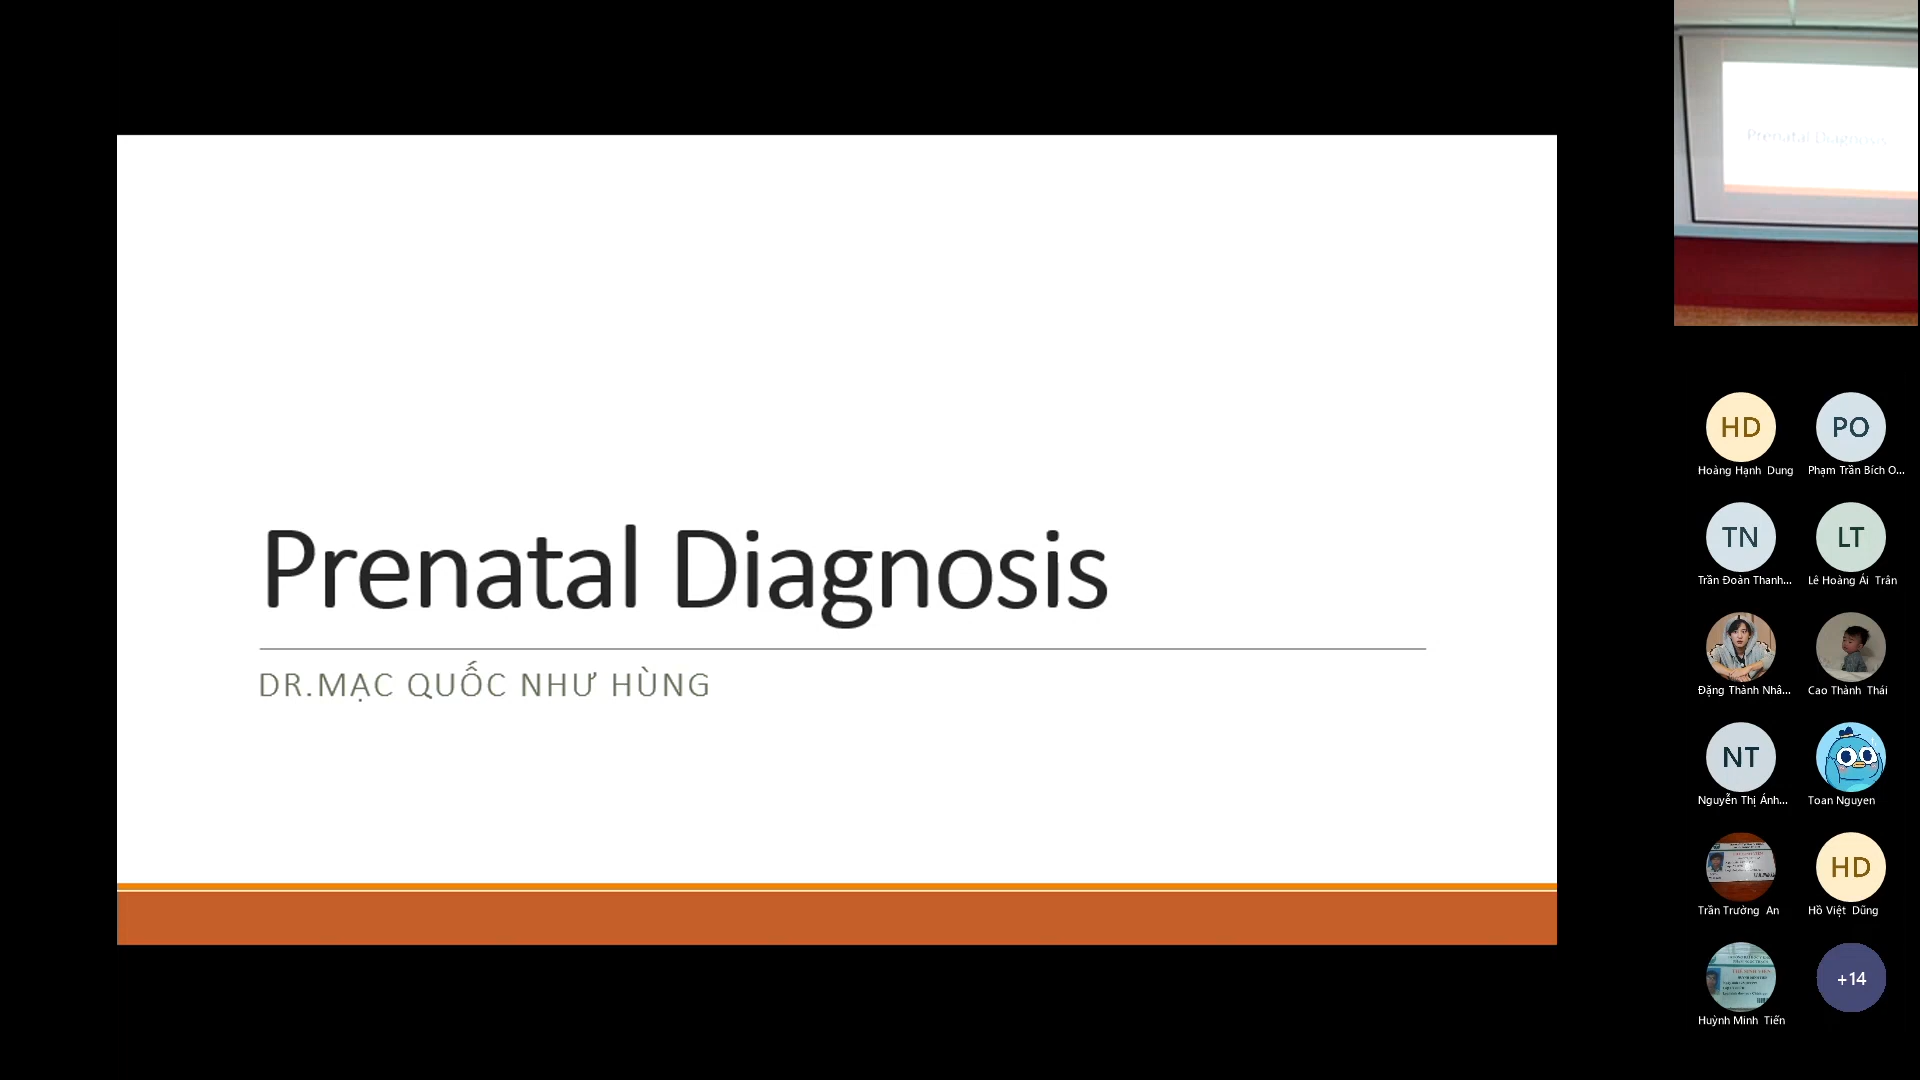 Prenatal Diagnosis
DR.MẠC QUỐC NHƯ HÙNG
Prenatal Diagnosis
HD
PO
Hoàng Hạnh Dung
Phạm Trần Bích O...
TN
LT
Trần Đoàn Thanh...
Lê Hoàng Ái Trân
Đặng Thành Nhâ...
Cao Thành Thái
NT
Nguyễn Thị Ánh...
Toan Nguyen
HD
Trần Trường An
Hồ Việt Dũng
+14
Huỳnh Minh Tiến